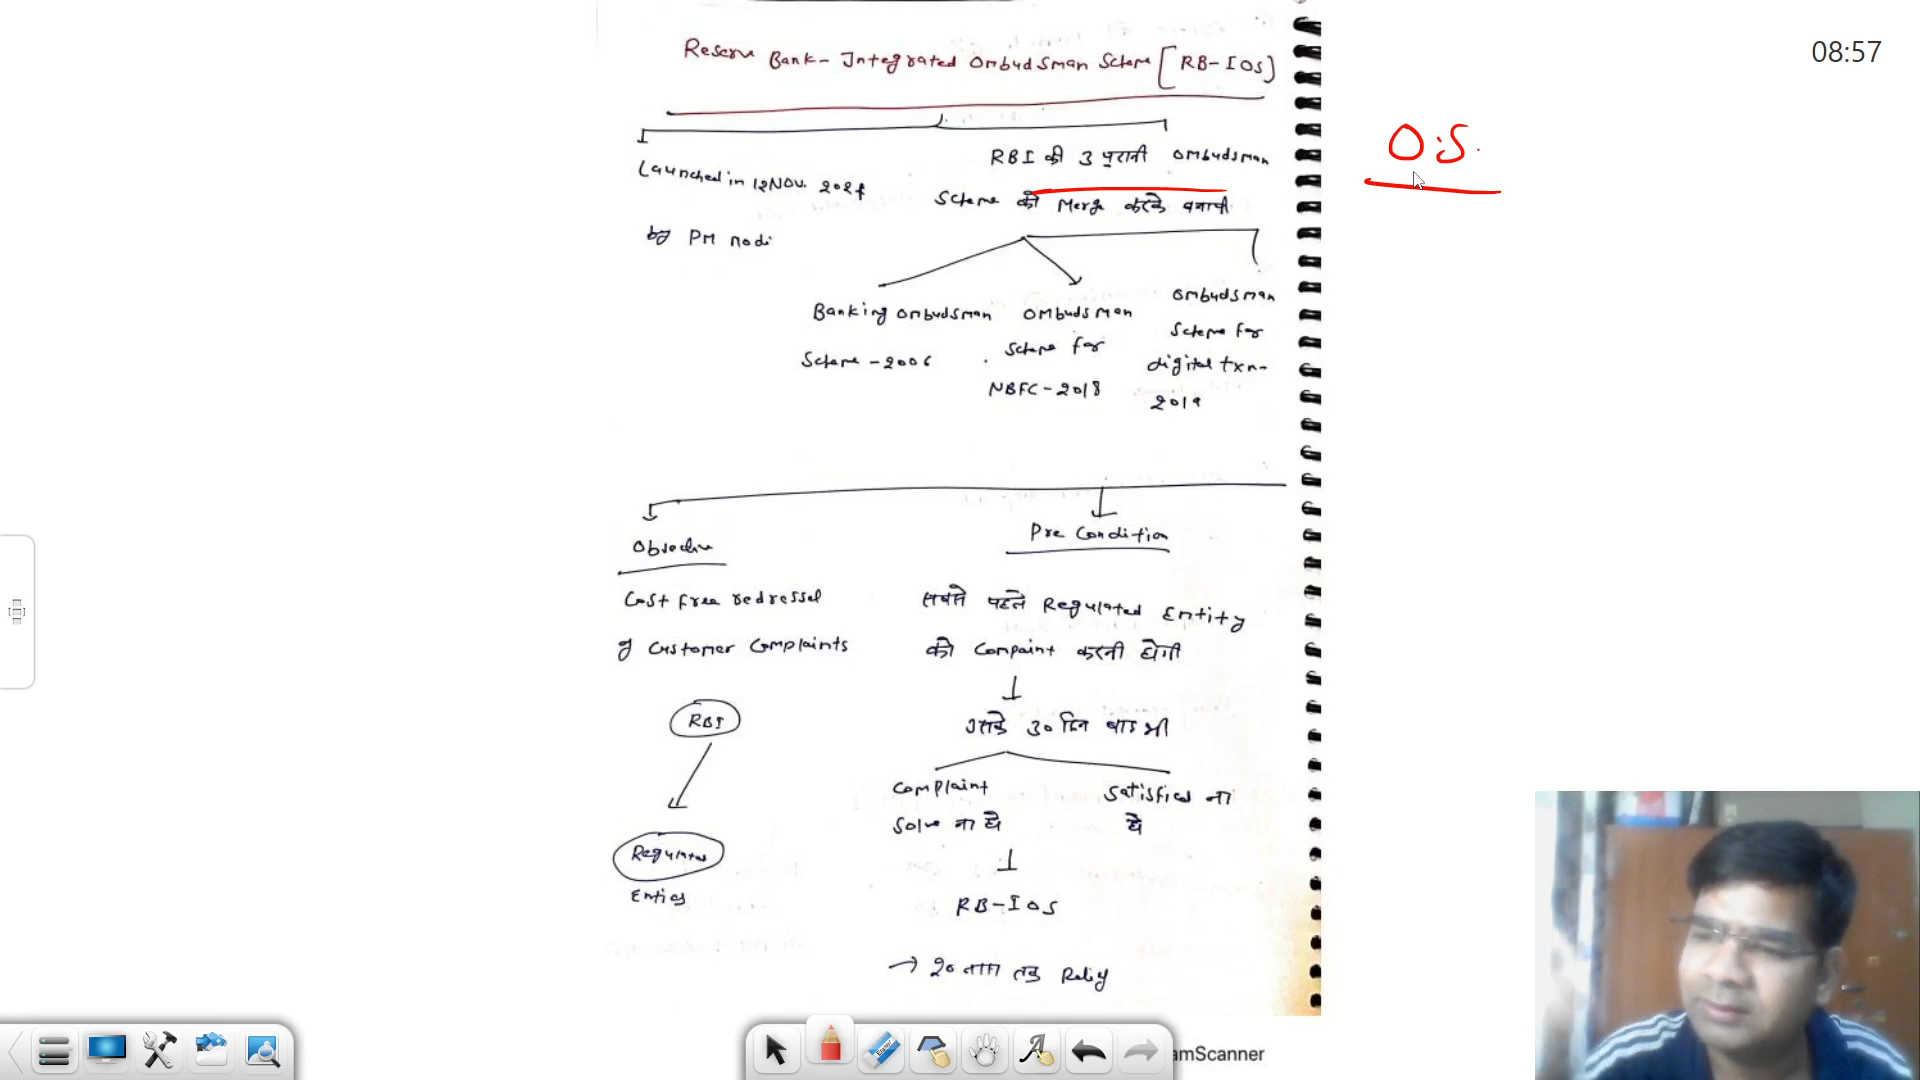 08:57
Reserve Bank - Integrated Ombudsman Scheme [RB-IOS]
O.S.
Launched in 12 Nov. 2021
by PM Modi
RBI की 3 पुरानी Ombudsman
Scheme को Merge करके बनायी
Banking Ombudsman
Scheme - 2006
Ombudsman
Scheme for
NBFC - 2018
Ombudsman
Scheme for
digital txn-
2019
Objective
Cost free redressel
of Customer Complaints
RBI
Regulated
Entity
Pre Condition
सबसे पहले Regulated Entity
को Compaint करनी होगी
उसके 30 दिन बाद भी
Complaint
Solve ना हो
Satisfied ना
हो
RB-IOS
→ 20 लाख तक Relief
amScanner